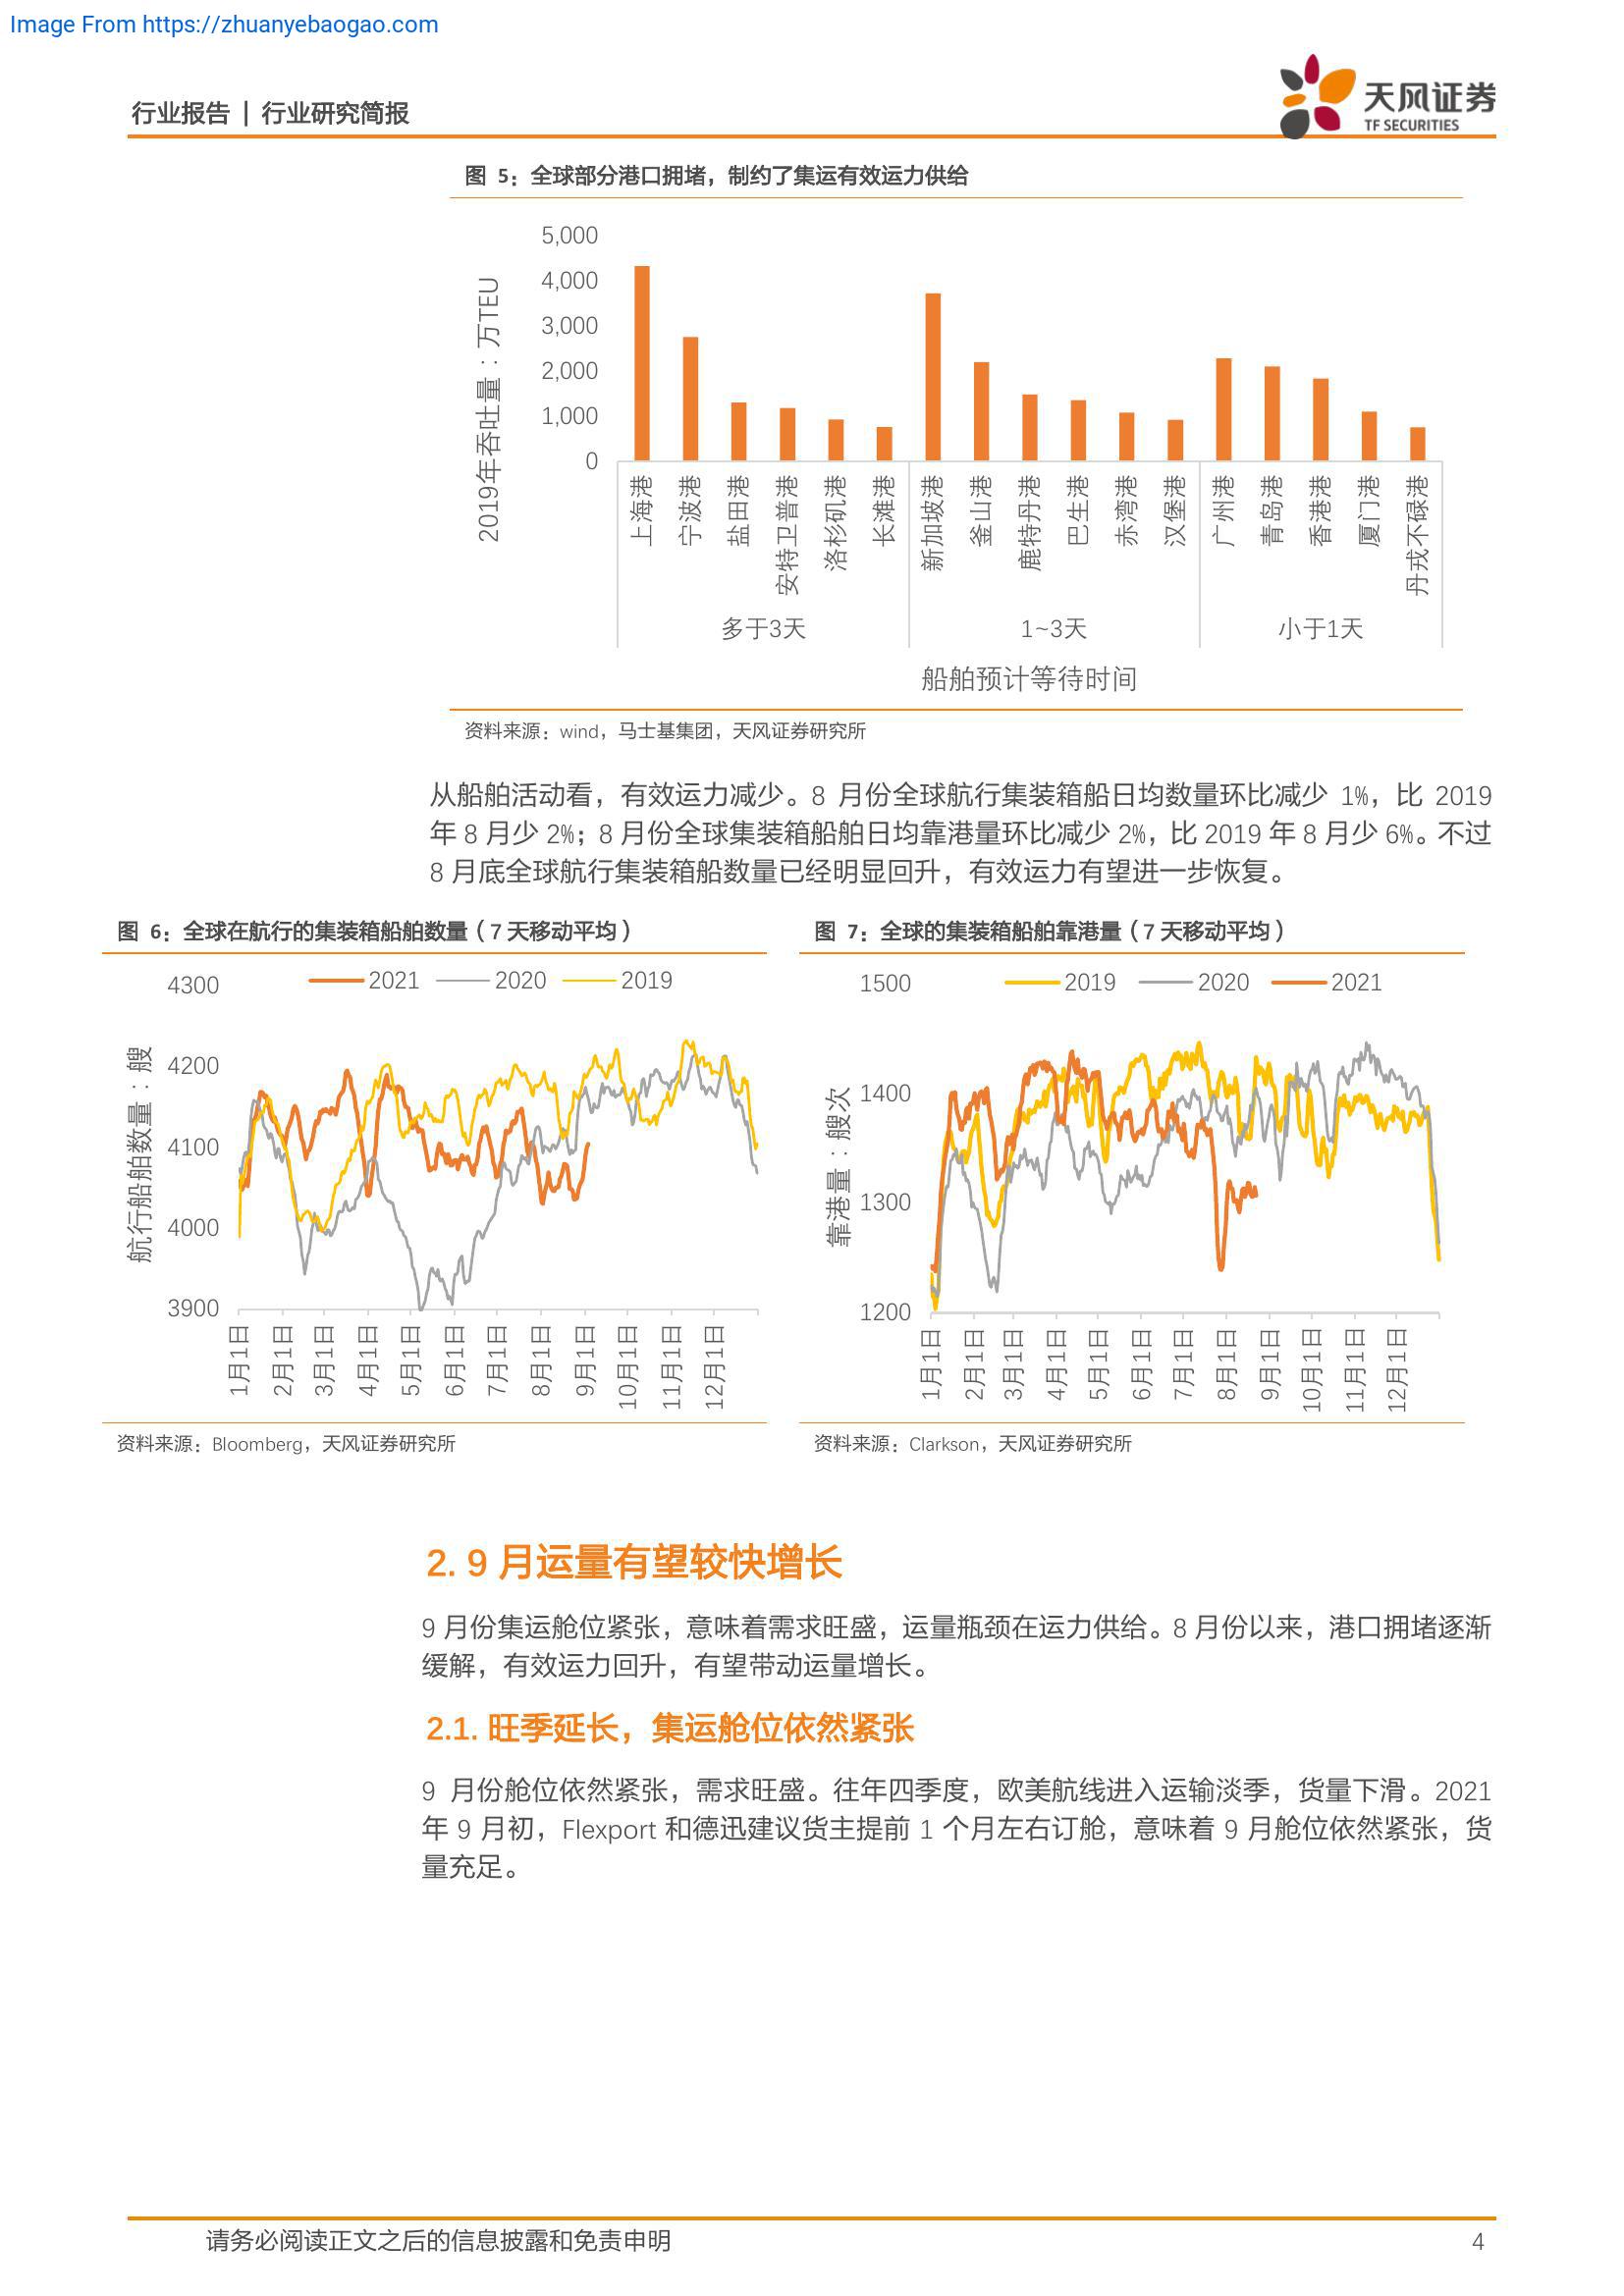 Image From https://zhuanyebaogao.com
行业报告 | 行业研究简报
天风证券
TF SECURITIES
图 5：全球部分港口拥堵，制约了集运有效运力供给
2019年吞吐量：万TEU
5,000
4,000
3,000
2,000
1,000
0
上海港
宁波港
盐田港
安特卫普港
洛杉矶港
长滩港
新加坡港
釜山港
鹿特丹港
巴生港
赤湾港
汉堡港
广州港
青岛港
香港港
厦门港
丹戎不碌港
多于3天
1~3天
小于1天
船舶预计等待时间
资料来源：wind，马士基集团，天风证券研究所
从船舶活动看，有效运力减少。8 月份全球航行集装箱船日均数量环比减少 1%，比 2019
年 8 月少 2%；8 月份全球集装箱船舶日均靠港量环比减少 2%，比 2019 年 8 月少 6%。不过
8 月底全球航行集装箱船数量已经明显回升，有效运力有望进一步恢复。
图 6：全球在航行的集装箱船舶数量（7 天移动平均）
2021
2020
2019
航行船舶数量：艘
4300
4200
4100
4000
3900
1月1日
2月1日
3月1日
4月1日
5月1日
6月1日
7月1日
8月1日
9月1日
10月1日
11月1日
12月1日
资料来源：Bloomberg，天风证券研究所
图 7：全球的集装箱船舶靠港量（7 天移动平均）
2019
2020
2021
靠港量：艘次
1500
1400
1300
1200
1月1日
2月1日
3月1日
4月1日
5月1日
6月1日
7月1日
8月1日
9月1日
10月1日
11月1日
12月1日
资料来源：Clarkson，天风证券研究所
2. 9 月运量有望较快增长
9 月份集运舱位紧张，意味着需求旺盛，运量瓶颈在运力供给。8 月份以来，港口拥堵逐渐
缓解，有效运力回升，有望带动运量增长。
2.1. 旺季延长，集运舱位依然紧张
9 月份舱位依然紧张，需求旺盛。往年四季度，欧美航线进入运输淡季，货量下滑。2021
年 9 月初，Flexport 和德迅建议货主提前 1 个月左右订舱，意味着 9 月舱位依然紧张，货
量充足。
请务必阅读正文之后的信息披露和免责申明
4